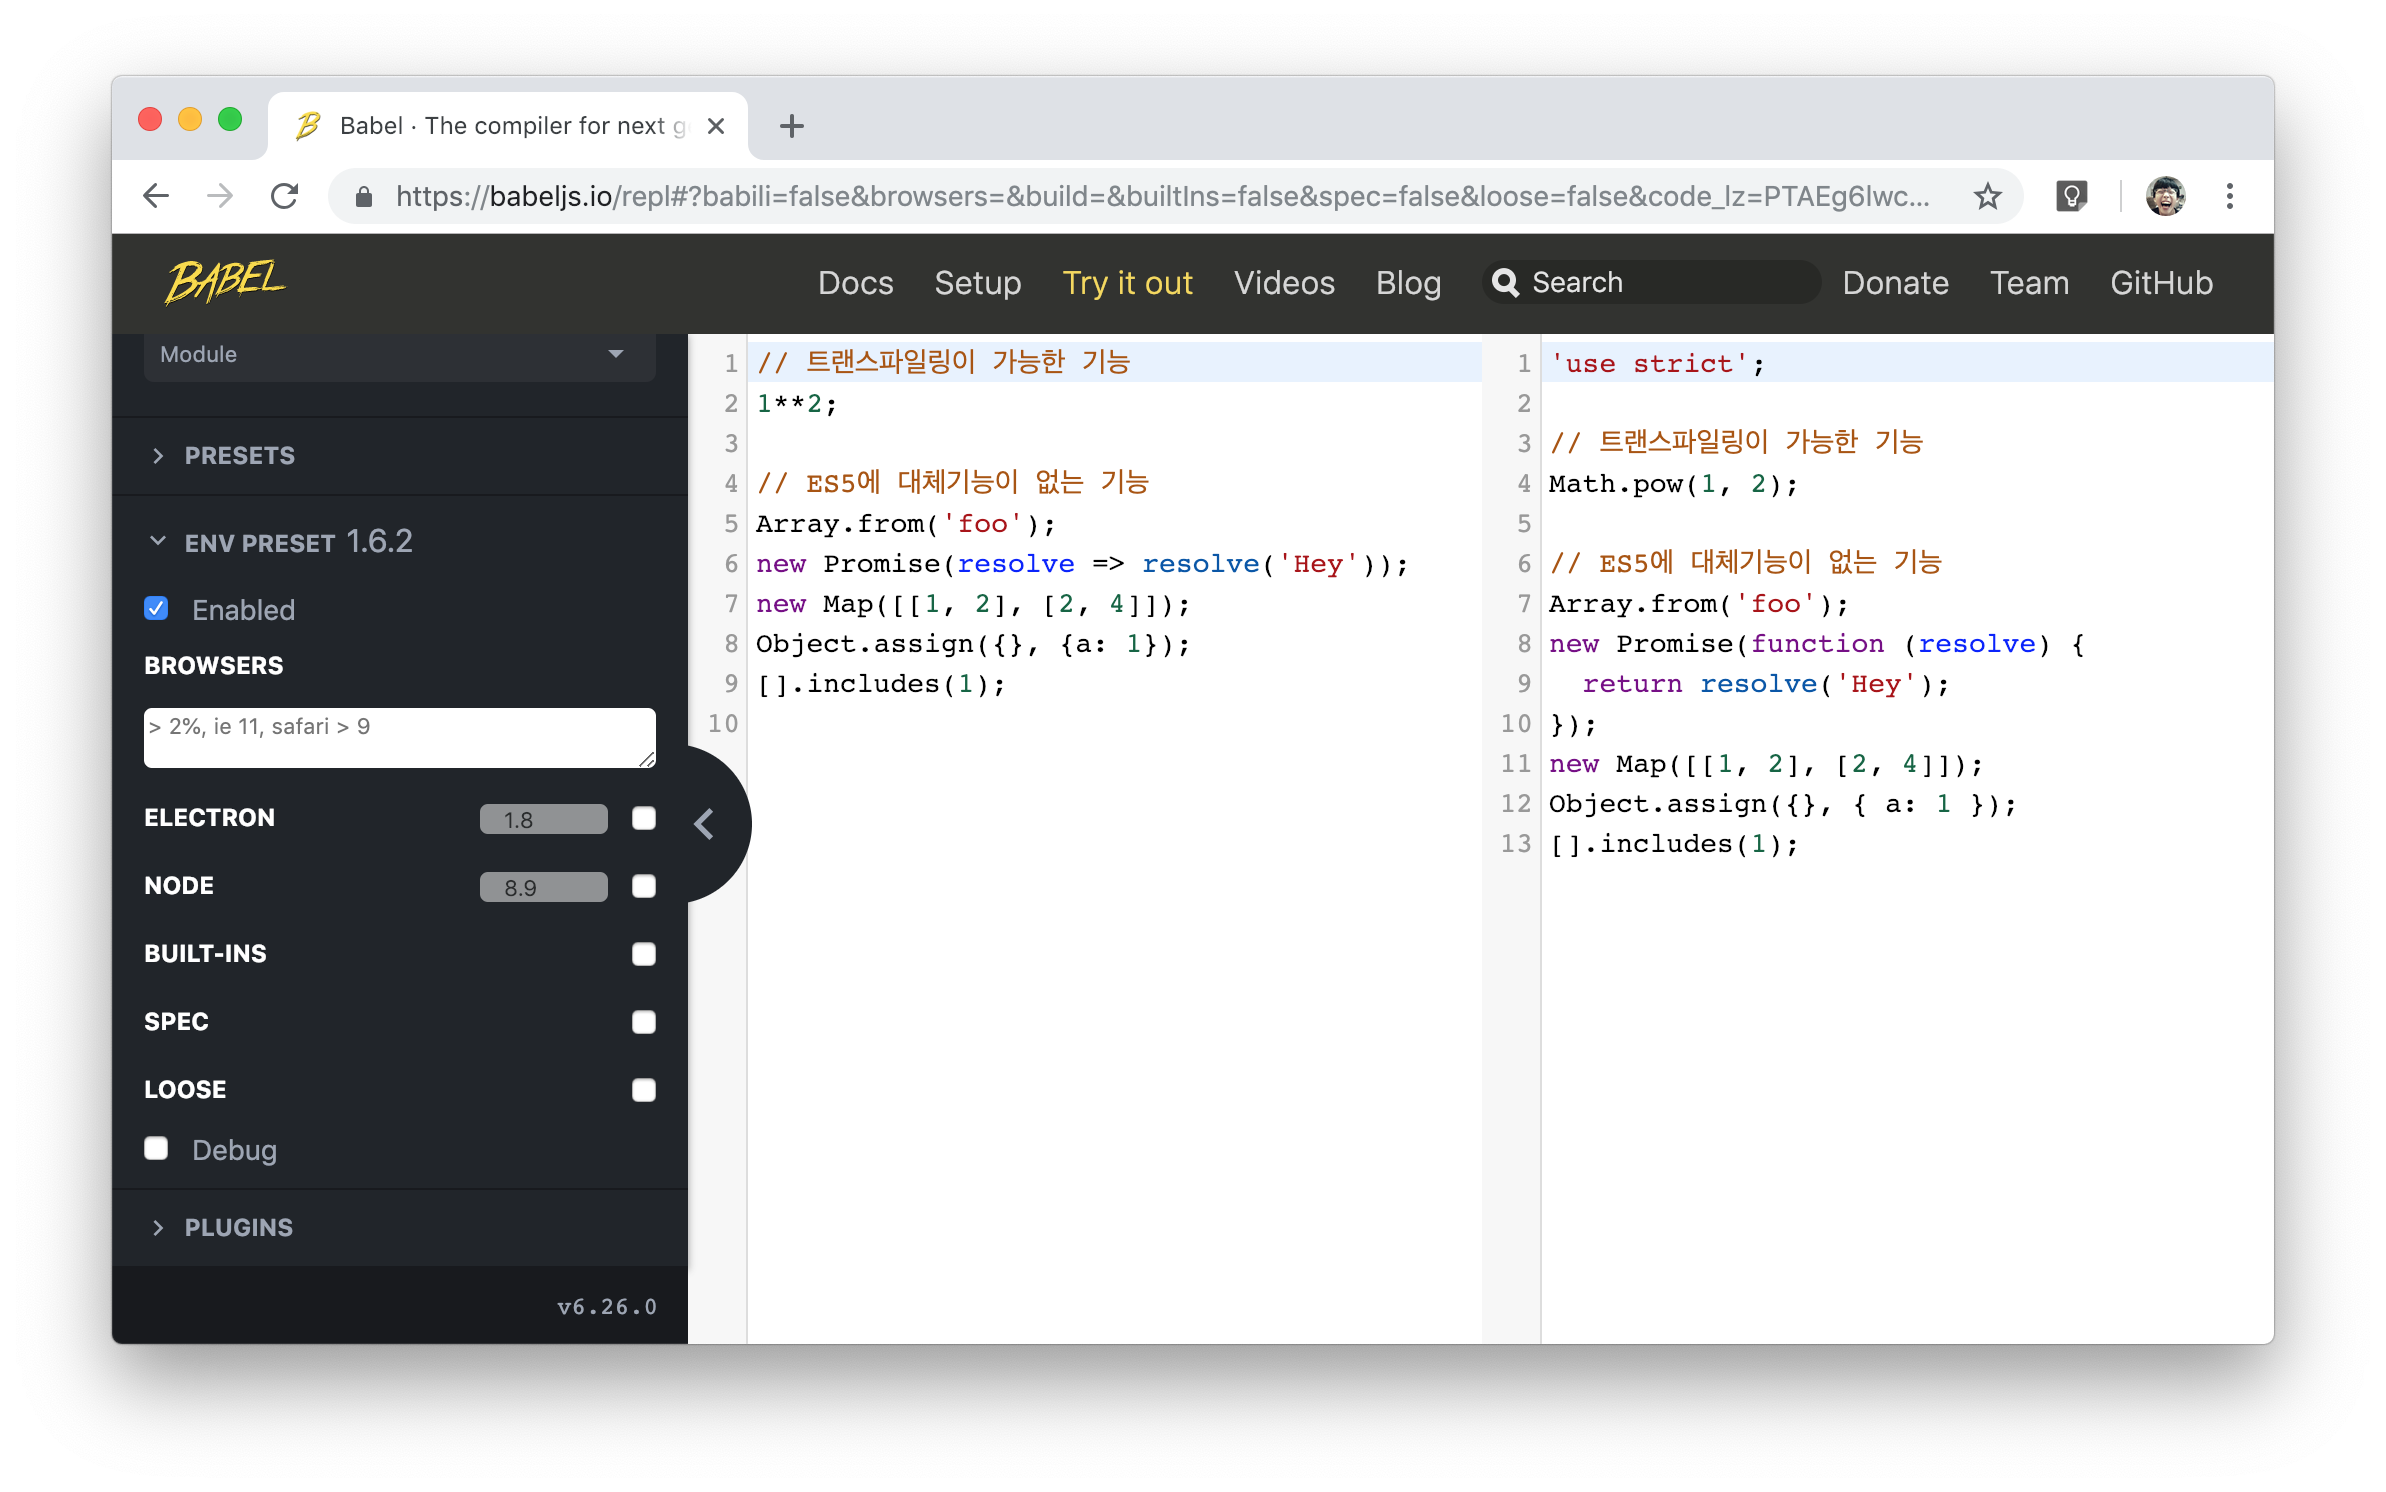 Babel · The compiler for next g
https://babeljs.io/repl#?babili=false&browsers=&build=&builtIns=false&spec=false&loose=false&code_lz=PTAEg6lwc...
BABEL
Docs Setup Try it out Videos Blog Search Donate Team GitHub
Module
PRESETS
ENV PRESET 1.6.2
Enabled
BROWSERS
> 2%, ie 11, safari > 9
ELECTRON 1.8
NODE 8.9
BUILT-INS
SPEC
LOOSE
Debug
PLUGINS
v6.26.0
1 // 트랜스파일링이 가능한 기능
2 1**2;
3
4 // ES5에 대체기능이 없는 기능
5 Array.from('foo');
6 new Promise(resolve => resolve('Hey'));
7 new Map([[1, 2], [2, 4]]);
8 Object.assign({}, {a: 1});
9 [].includes(1);
10
1 'use strict';
2
3 // 트랜스파일링이 가능한 기능
4 Math.pow(1, 2);
5
6 // ES5에 대체기능이 없는 기능
7 Array.from('foo');
8 new Promise(function (resolve) {
9   return resolve('Hey');
10 });
11 new Map([[1, 2], [2, 4]]);
12 Object.assign({}, { a: 1 });
13 [].includes(1);